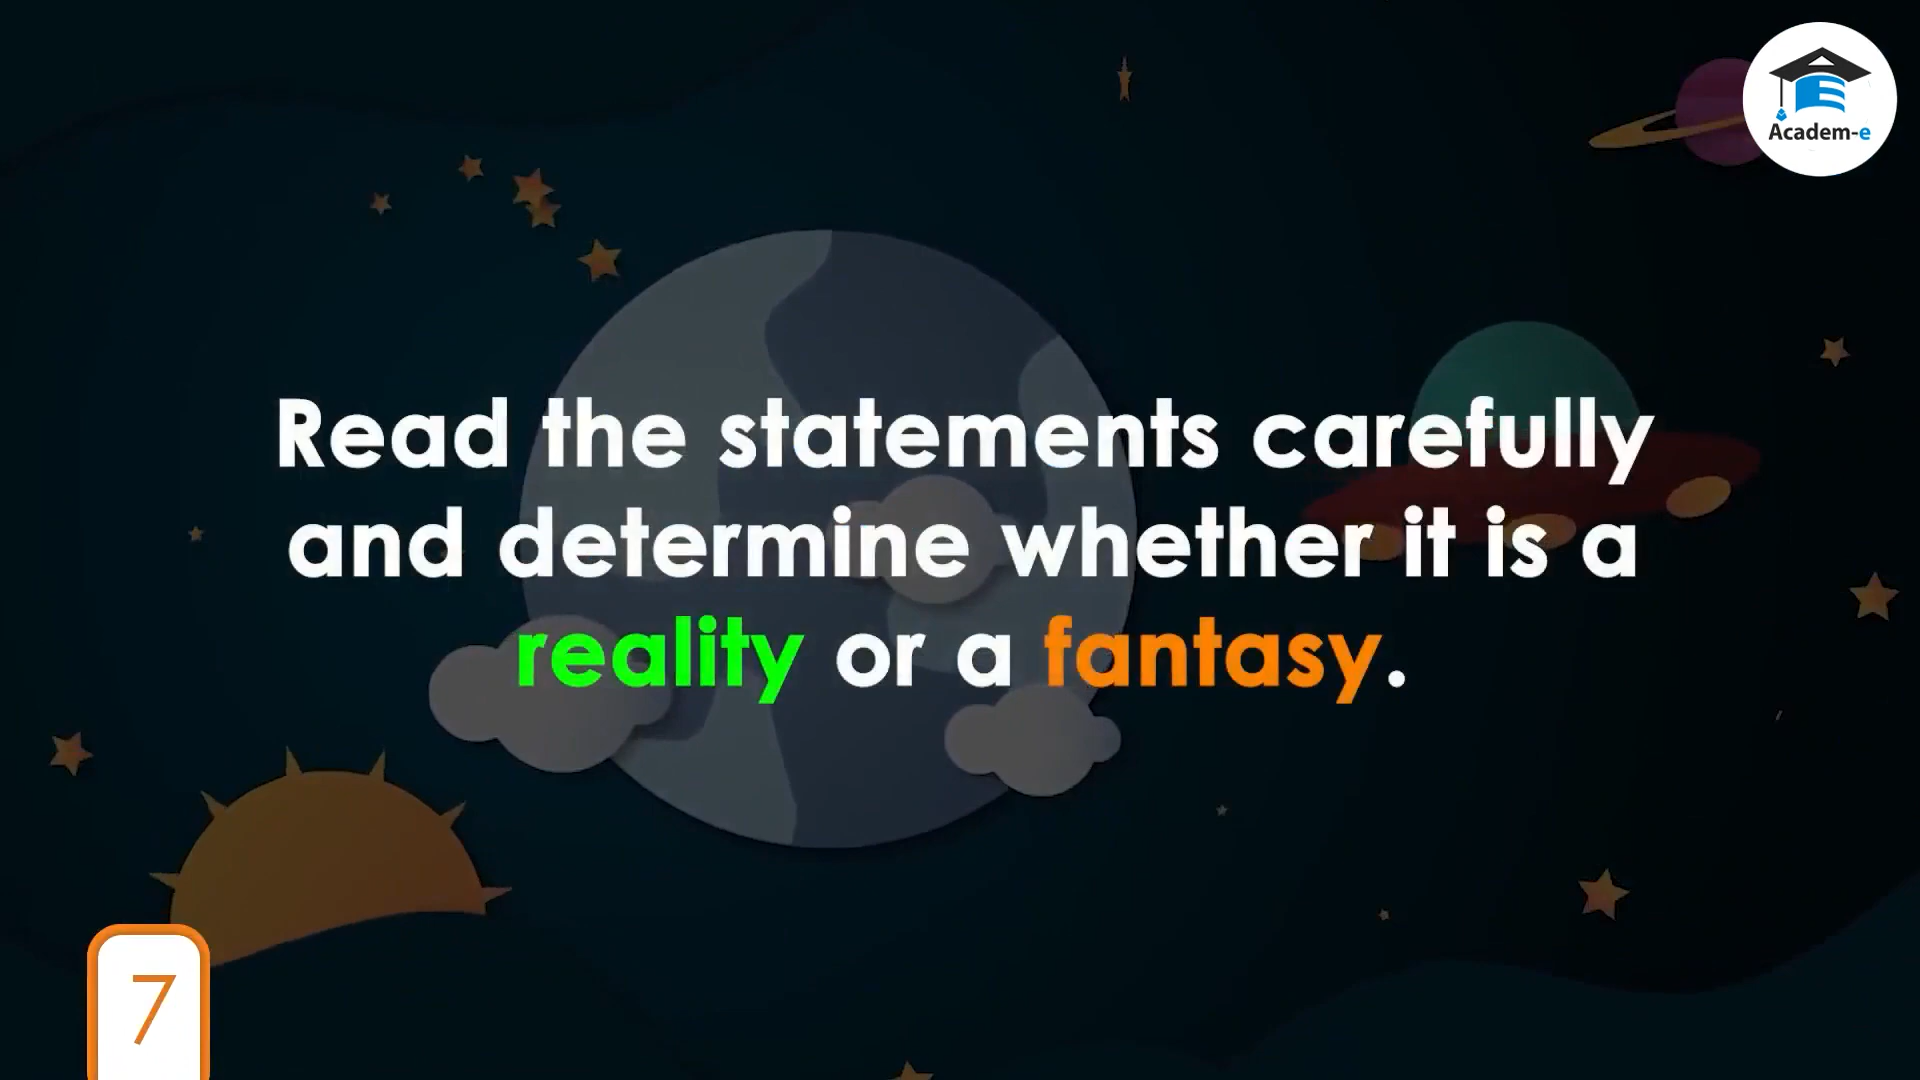 Academ-e
Read the statements carefully
and determine whether it is a
reality or a fantasy.
7